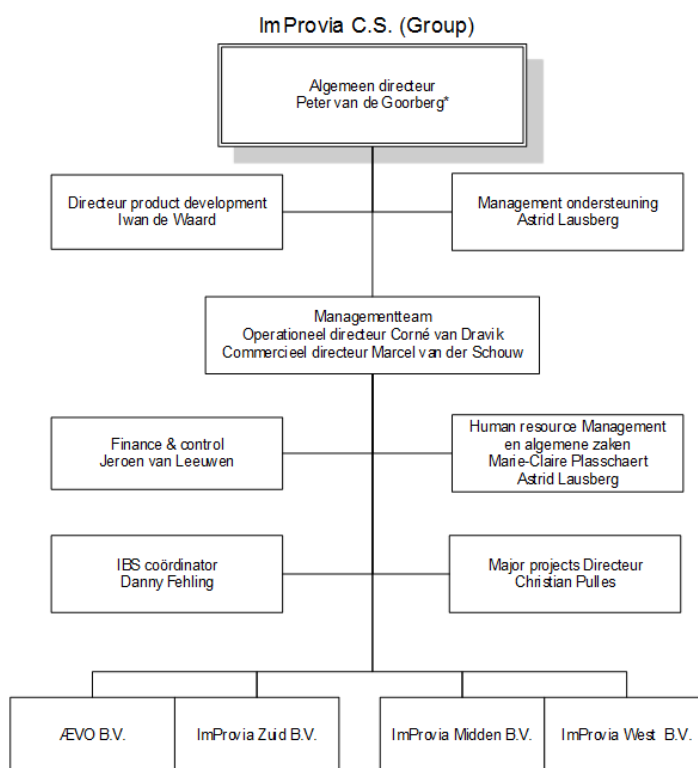 ImProvia C.S. (Group)
Algemeen directeur
Peter van de Goorberg*
Directeur product development
Iwan de Waard
Management ondersteuning
Astrid Lausberg
Managementteam
Operationeel directeur Corné van Dravik
Commercieel directeur Marcel van der Schouw
Finance & control
Jeroen van Leeuwen
Human resource Management
en algemene zaken
Marie-Claire Plasschaert
Astrid Lausberg
IBS coördinator
Danny Fehling
Major projects Directeur
Christian Pulles
ÆVO B.V.
ImProvia Zuid B.V.
ImProvia Midden B.V.
ImProvia West B.V.